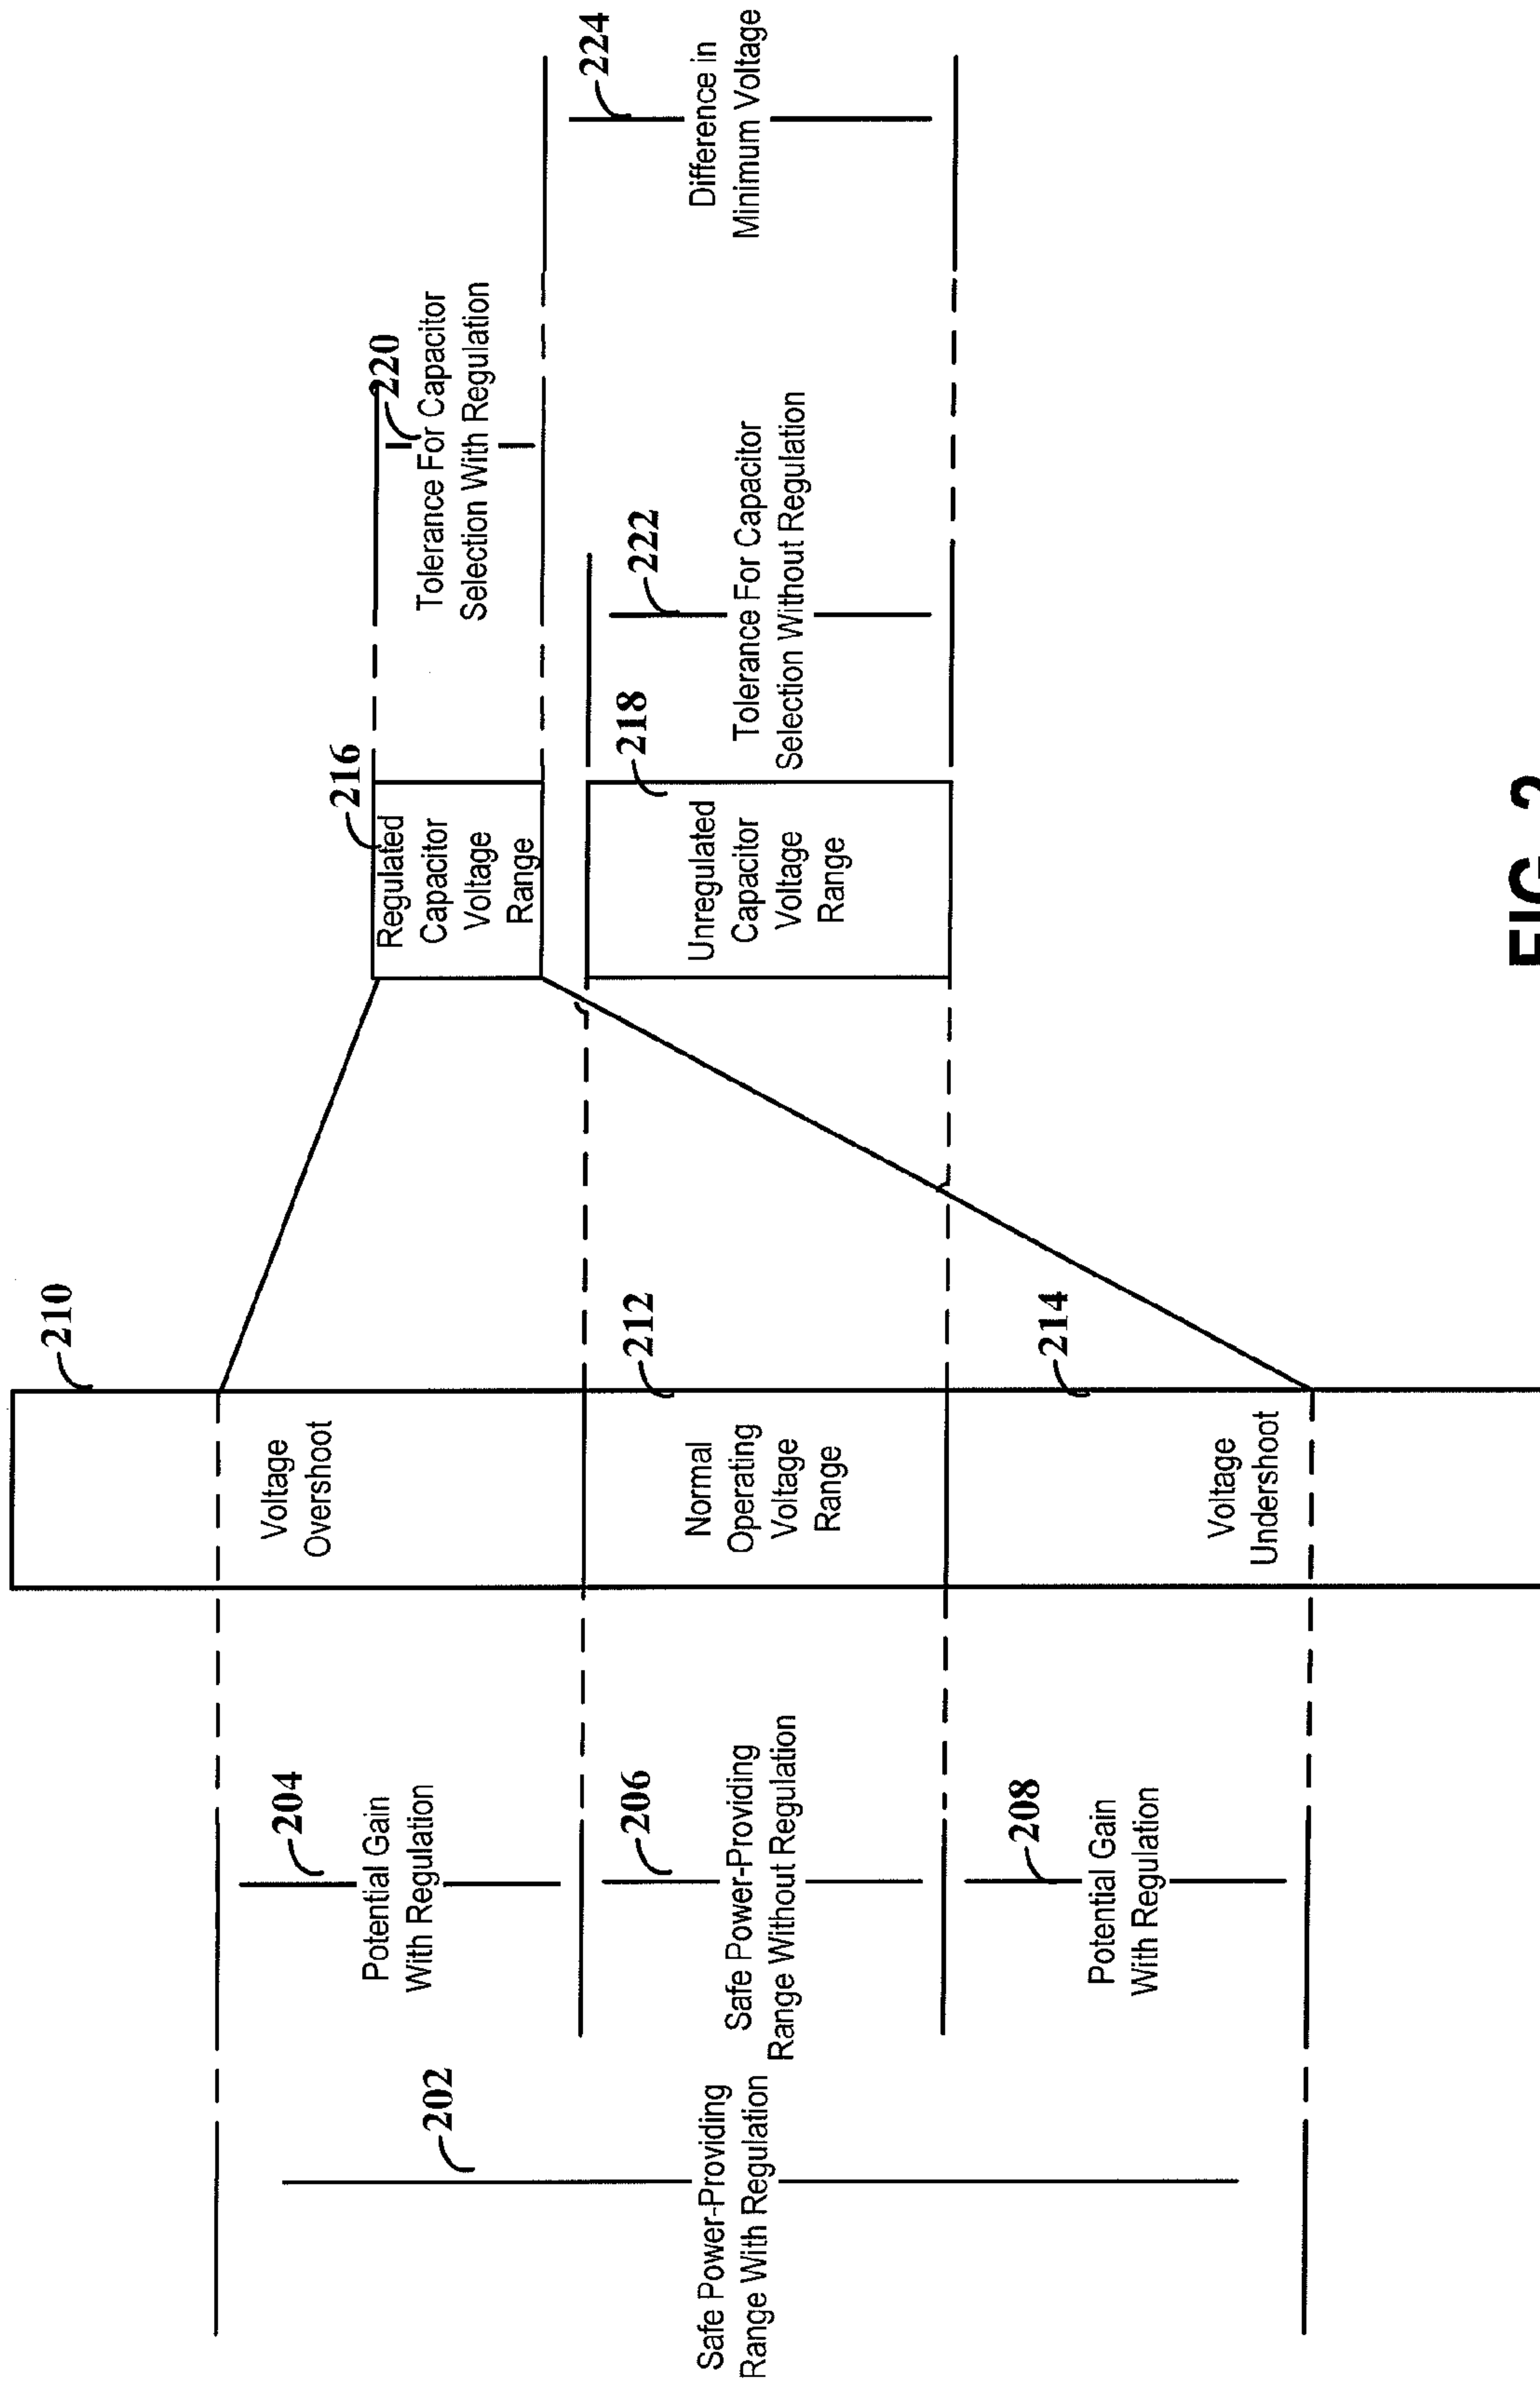 210
224
Voltage
Overshoot
204
Potential Gain
With Regulation
216
Regulated
Capacitor
Voltage
Range
220
Tolerance For Capacitor
Selection With Regulation
Difference in
Minimum Voltage
202
Safe Power-Providing
Range With Regulation
206
Safe Power-Providing
Range Without Regulation
212
Normal
Operating
Voltage
Range
218
Unregulated
Capacitor
Voltage
Range
222
Tolerance For Capacitor
Selection Without Regulation
208
Potential Gain
With Regulation
214
Voltage
Undershoot
FIG. 2